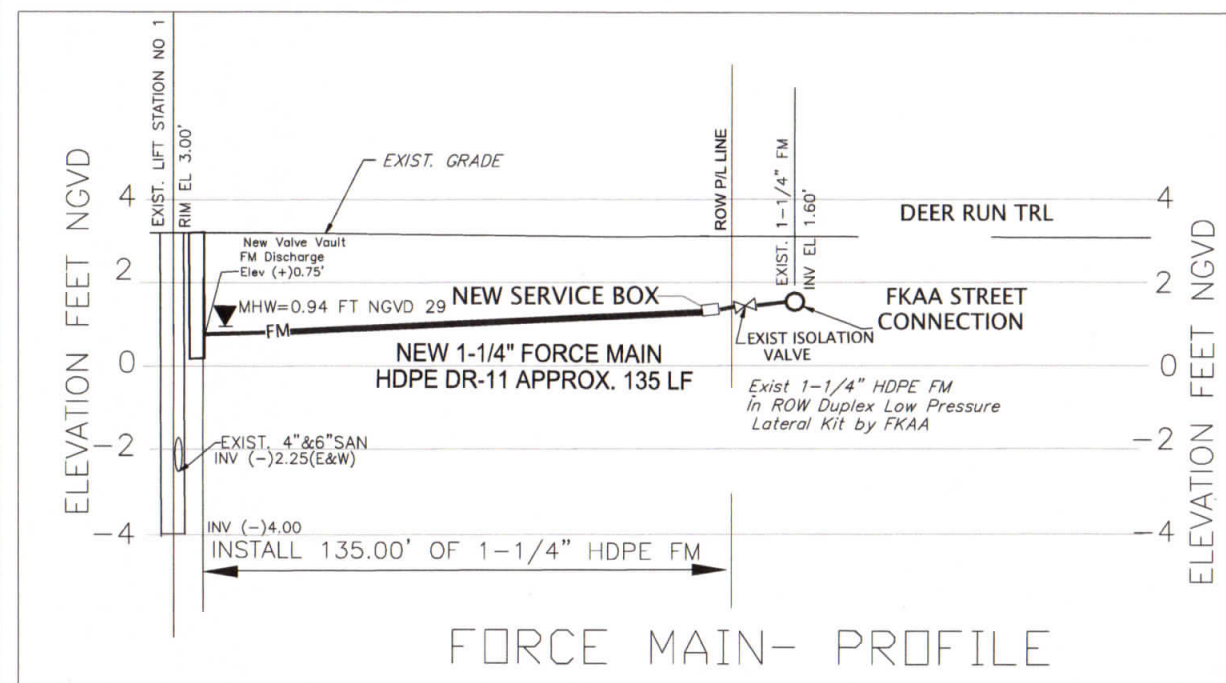 EXIST. LIFT STATION NO 1
RIM EL 3.00'
EXIST. GRADE
ROW P/L LINE
EXIST. 1-1/4" FM
INV EL 1.60'
DEER RUN TRL
ELEVATION FEET NGVD
4
2
0
-2
-4
New Valve Vault
FM Discharge
Elev (+)0.75'
MHW=0.94 FT NGVD 29
FM
NEW SERVICE BOX
NEW 1-1/4" FORCE MAIN
HDPE DR-11 APPROX. 135 LF
FKAA STREET
CONNECTION
EXIST ISOLATION
VALVE
Exist 1-1/4" HDPE FM
In ROW Duplex Low Pressure
Lateral Kit by FKAA
EXIST. 4"&6"SAN
INV (-)2.25(E&W)
INV (-)4.00
INSTALL 135.00' OF 1-1/4" HDPE FM
4
2
0
-2
-4
ELEVATION FEET NGVD
FORCE MAIN- PROFILE